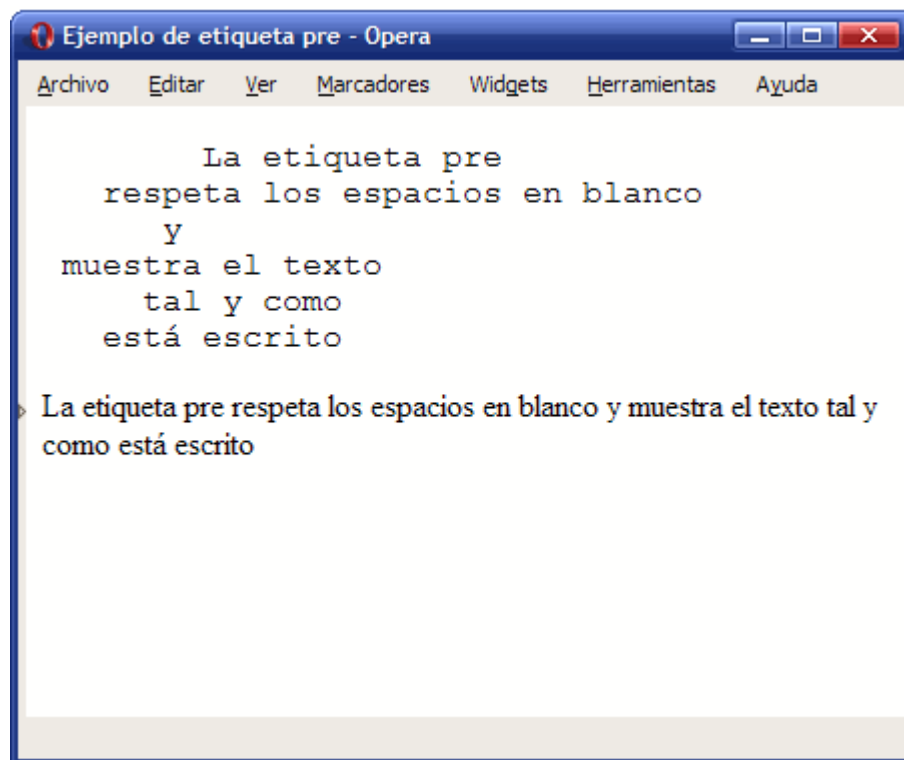 Ejemplo de etiqueta pre - Opera
Archivo Editar Ver Marcadores Widgets Herramientas Ayuda
La etiqueta pre
respeta los espacios en blanco
y
muestra el texto
tal y como
está escrito
La etiqueta pre respeta los espacios en blanco y muestra el texto tal y
como está escrito